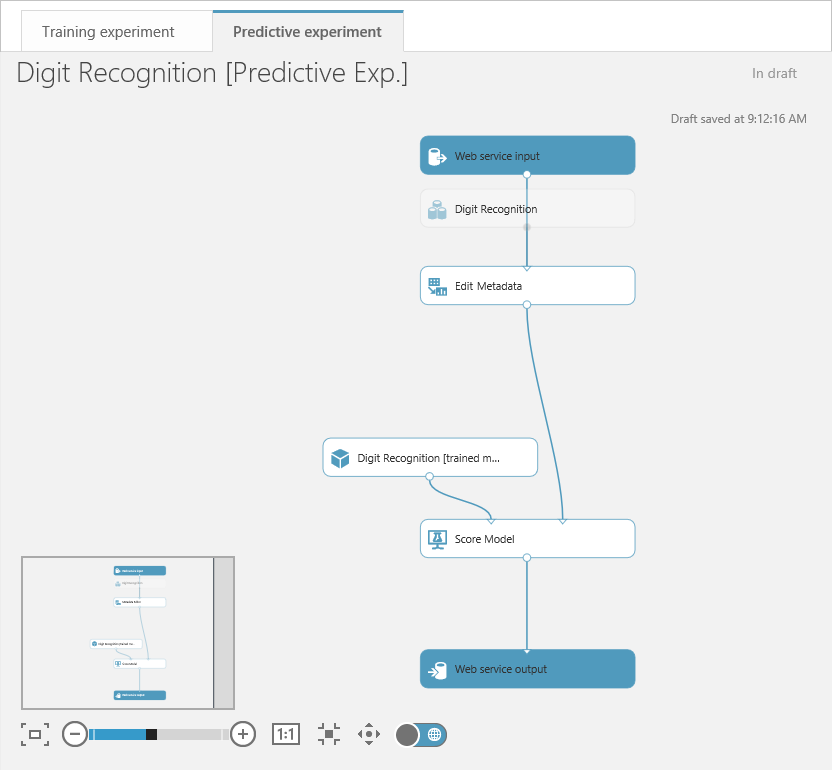 Training experiment
Predictive experiment
Digit Recognition [Predictive Exp.]
In draft
Draft saved at 9:12:16 AM
Web service input
Digit Recognition
Edit Metadata
Digit Recognition [trained m...
Score Model
Web service output
1:1